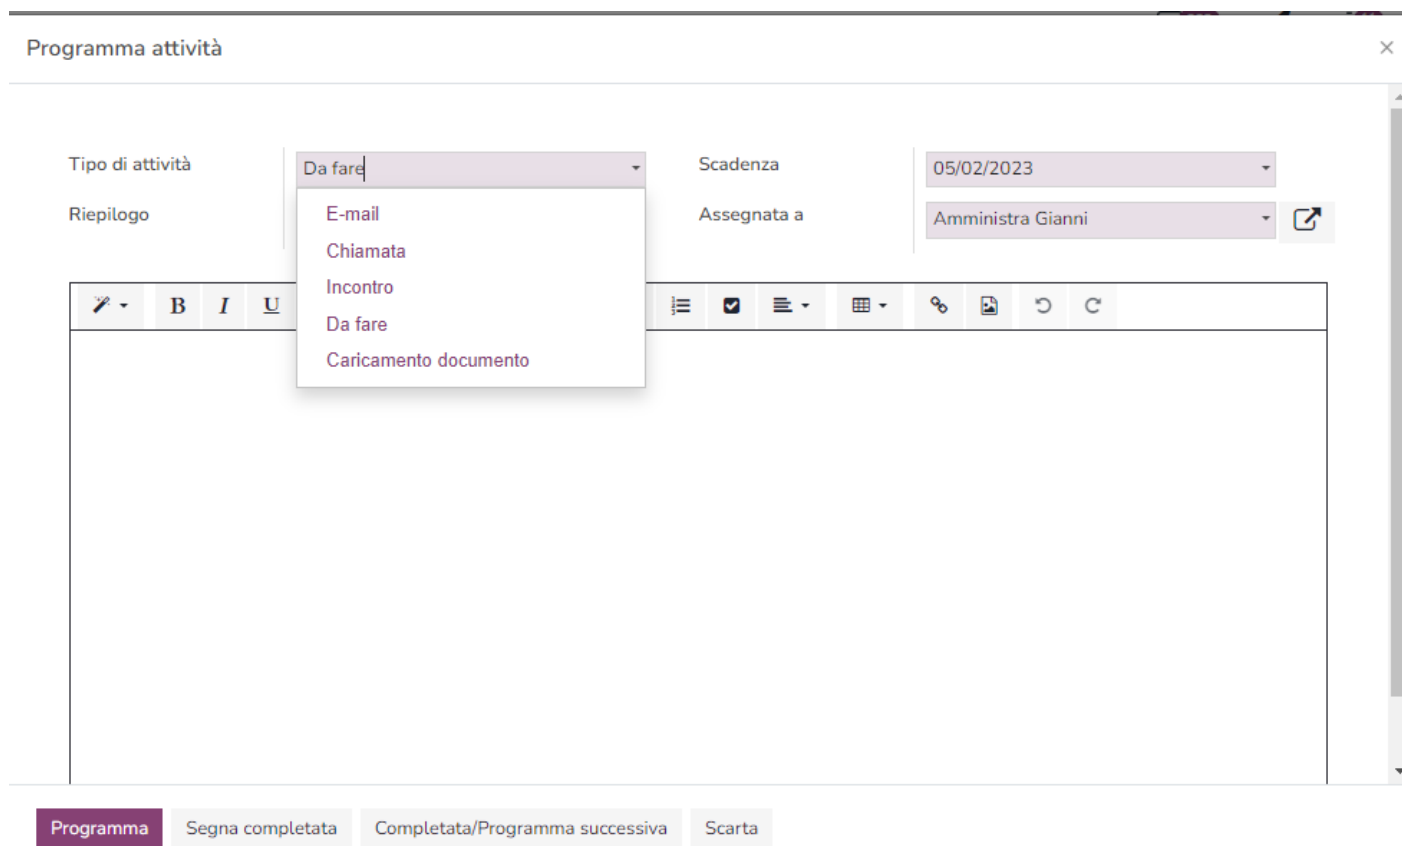 Programma attività
Tipo di attività
Da fare
Scadenza
05/02/2023
Riepilogo
Assegnata a
Amministra Gianni
E-mail
Chiamata
Incontro
Da fare
Caricamento documento
B I U
Programma
Segna completata
Completata/Programma successiva
Scarta